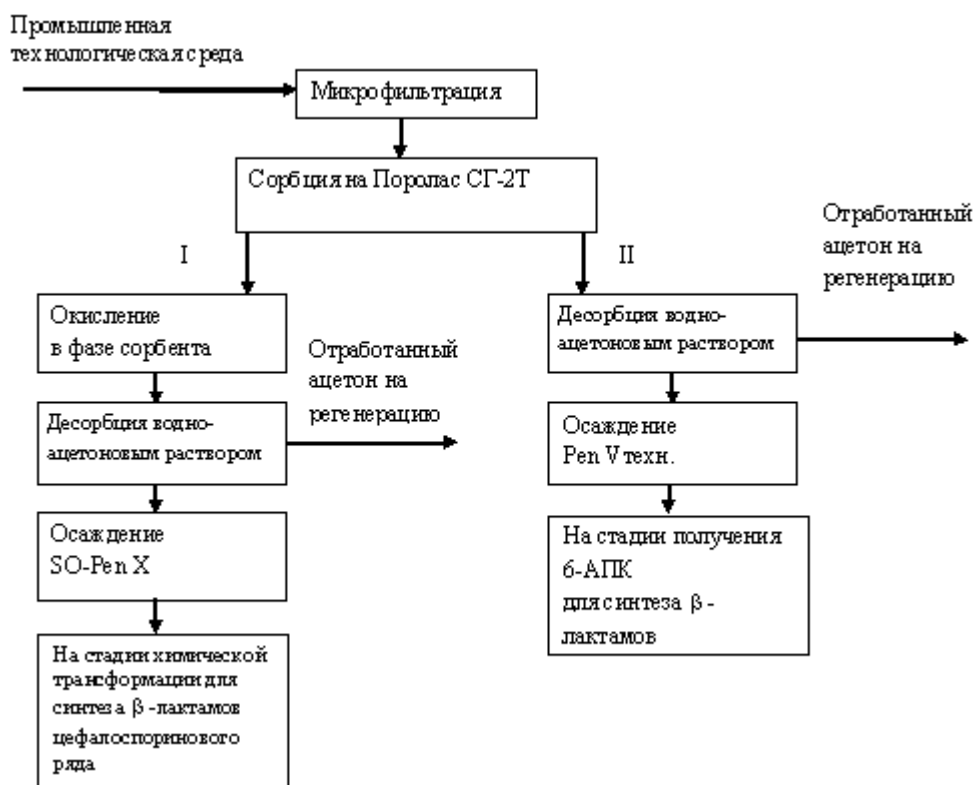 Промышленная
технологическая среда
Микрофильтрация
Сорбция на Поролас СГ-2Т
I
II
Отработанный
ацетон на
регенерацию
Окисление
в фазе сорбента
Десорбция водно-
ацетоновым раствором
Отработанный
ацетон на
регенерацию
Десорбция водно-
ацетоновым раствором
Осаждение
Pen V техн.
Осаждение
SO-Pen X
На стадии получения
6-АПК
для синтеза β -
лактамов
На стадии химической
трансформации для
синтеза β -лактамов
цефалоспоринового
ряда